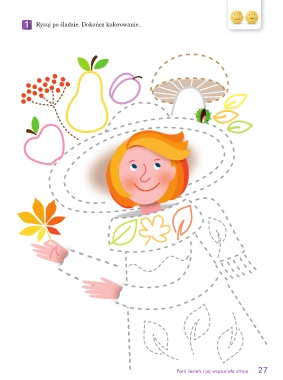 1 Rysuj po śladzie. Dokończ kolorowanie.
Pani Jesień i jej wspaniałe stroje 27